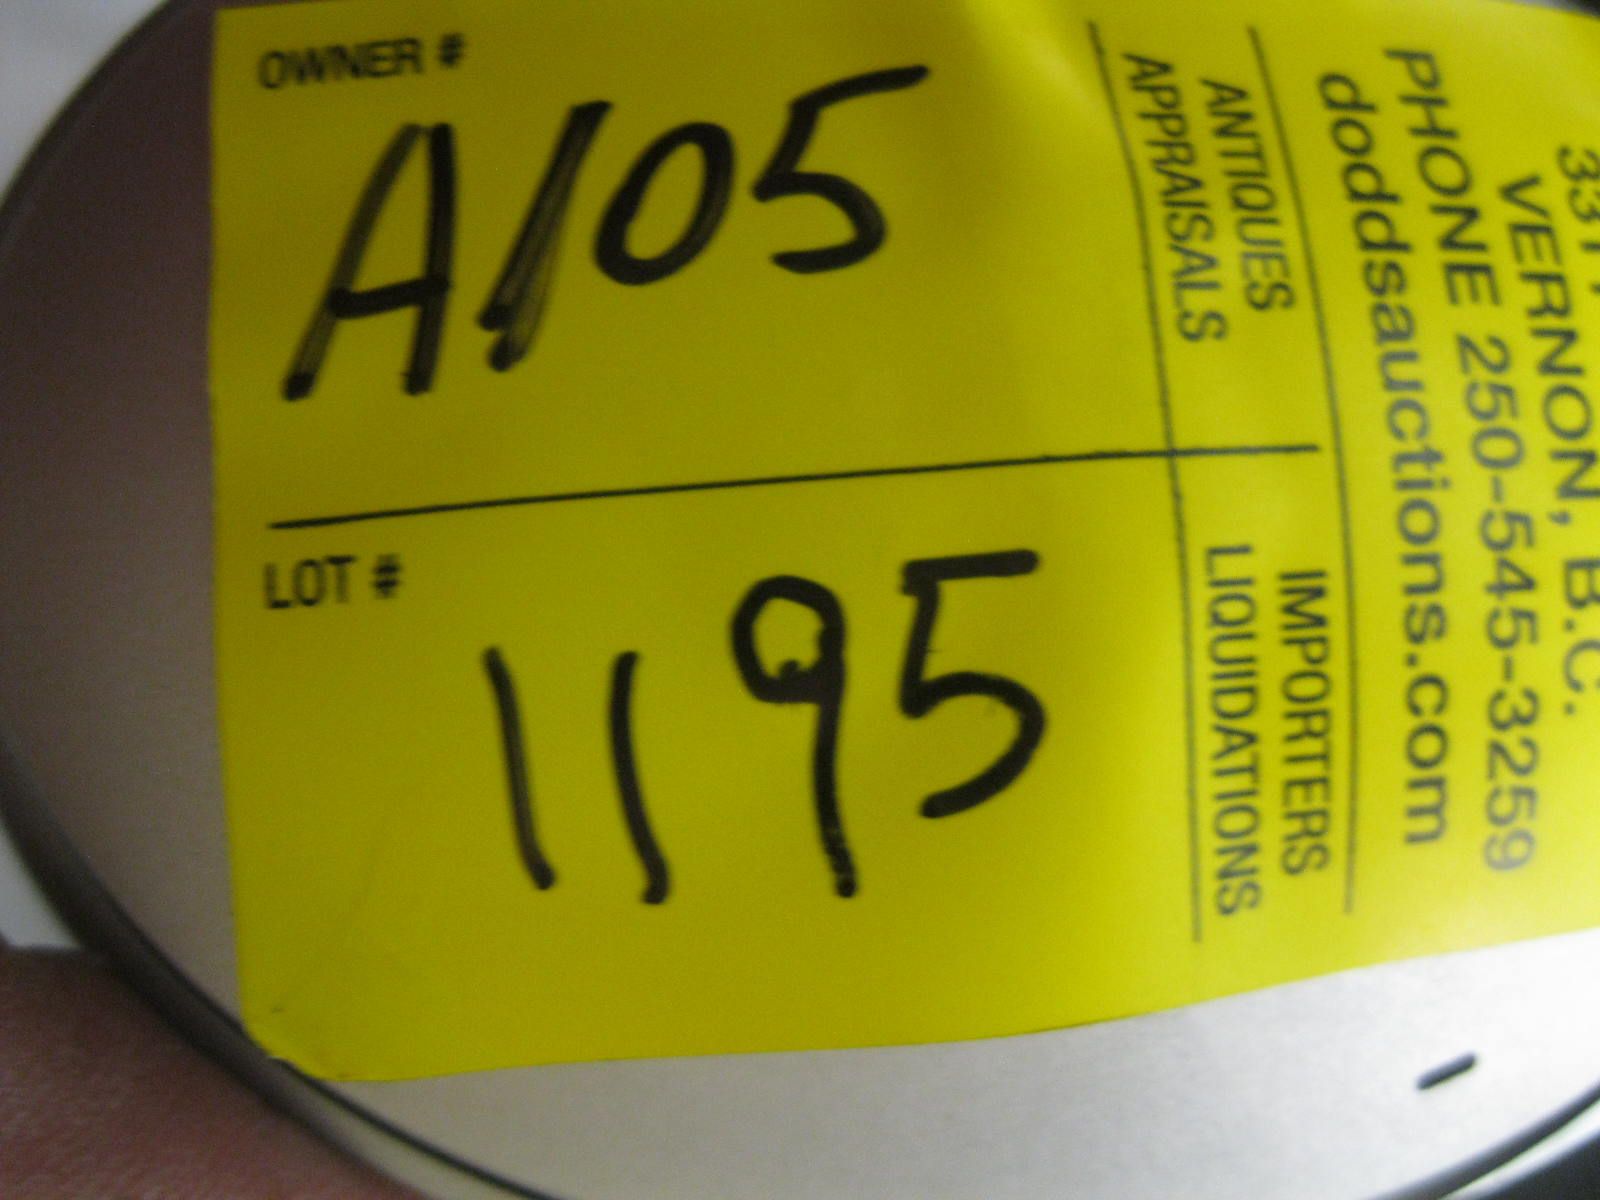 OWNER #
A105
LOT #
1195
ANTIQUES
APPRAISALS
IMPORTERS
LIQUIDATIONS
VERNON, B.C.
PHONE 250-545-3259
doddsauctions.com